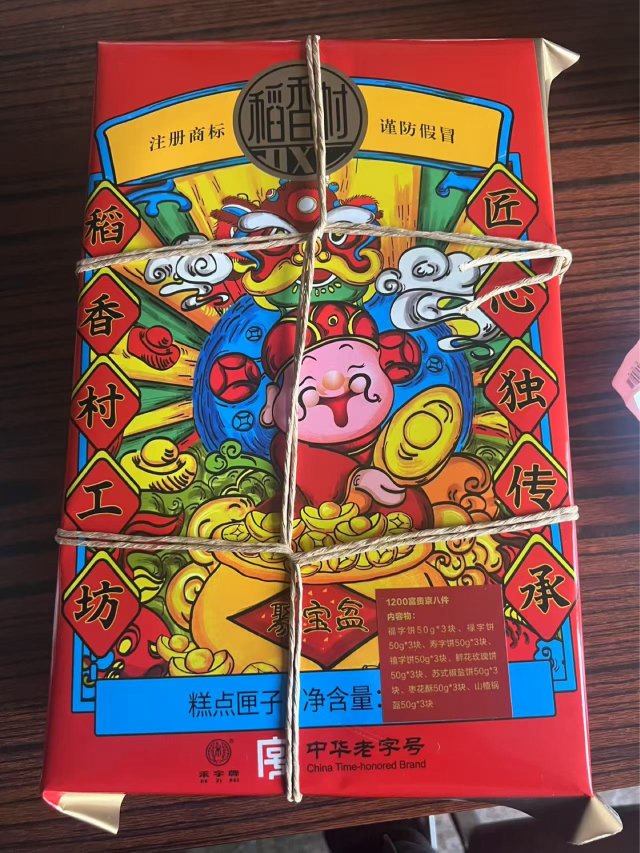 稻香村
DXC
注册商标
谨防假冒
稻香村工坊
匠心独传承
聚宝盆
1200富贵京八件
内容物：
福字饼50g*3块、禄字饼
50g*3块、寿字饼50g*3块、
禧字饼50g*3块、鲜花玫瑰饼
50g*3块、苏式椒盐饼50g*3
块、枣花酥50g*3块、山楂锅
盔50g*3块
糕点匣子 净含量:
禾字牌
中华老字号
China Time-honored Brand